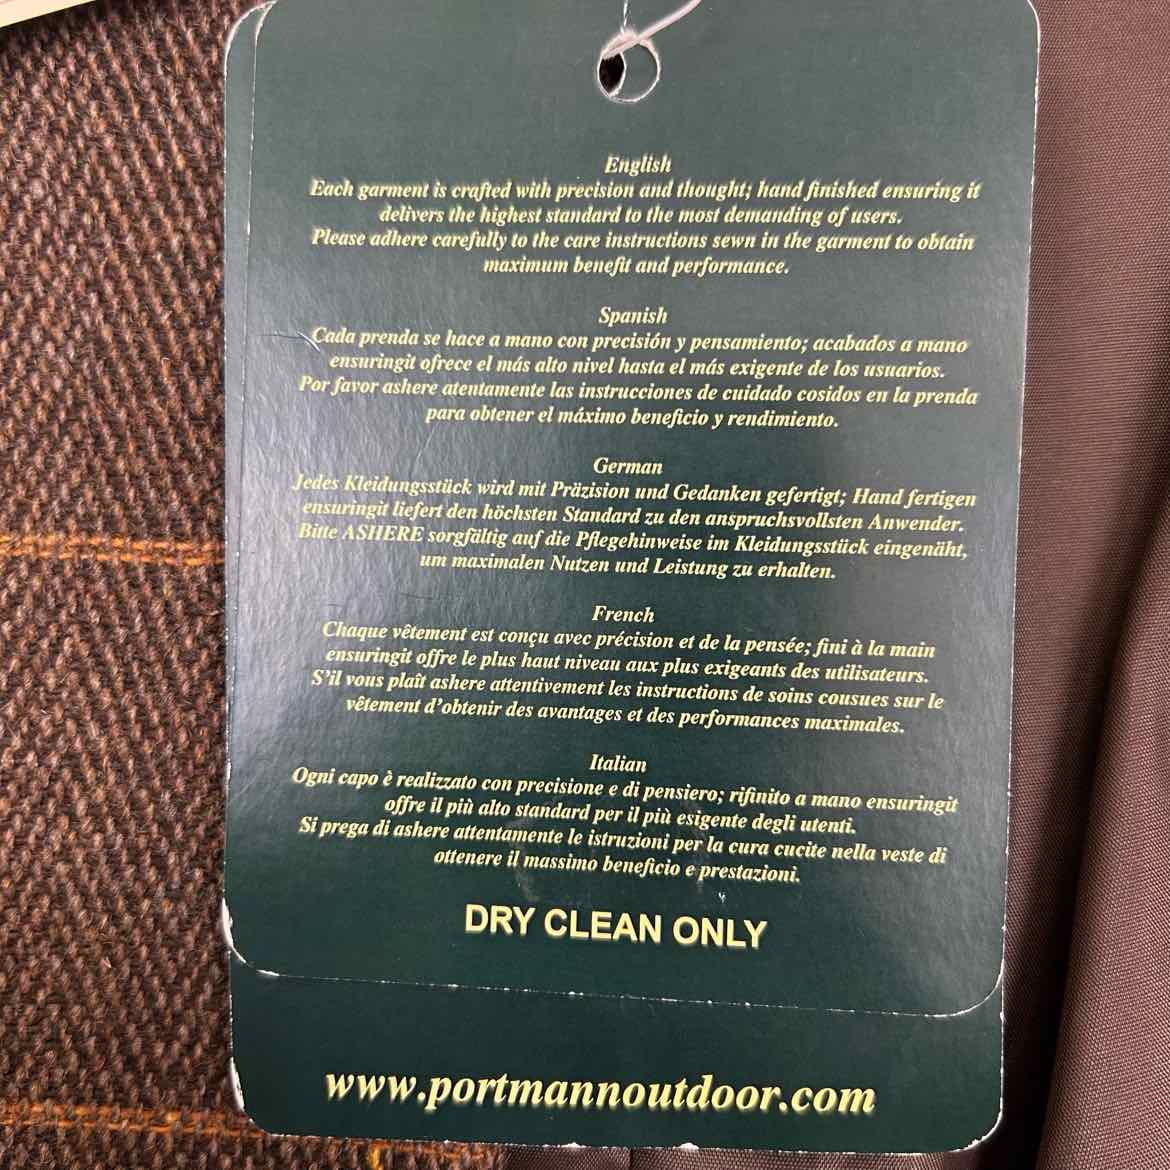 English
Each garment is crafted with precision and thought; hand finished ensuring it
delivers the highest standard to the most demanding of users.
Please adhere carefully to the care instructions sewn in the garment to obtain
maximum benefit and performance.
Spanish
Cada prenda se hace a mano con precisión y pensamiento; acabados a mano
ensuringit ofrece el más alto nivel hasta el más exigente de los usuarios.
Por favor ashere atentamente las instrucciones de cuidado cosidos en la prenda
para obtener el máximo beneficio y rendimiento.
German
Jedes Kleidungsstück wird mit Präzision und Gedanken gefertigt; Hand fertigen
ensuringit liefert den höchsten Standard zu den anspruchsvollsten Anwender.
Bitte ASHERE sorgfältig auf die Pflegehinweise im Kleidungsstück eingenäht,
um maximalen Nutzen und Leistung zu erhalten.
French
Chaque vêtement est conçu avec précision et de la pensée; fini à la main
ensuringit offre le plus haut niveau aux plus exigeants des utilisateurs.
S'il vous plaît ashere attentivement les instructions de soins cousues sur le
vêtement d'obtenir des avantages et des performances maximales.
Italian
Ogni capo è realizzato con precisione e di pensiero; rifinito a mano ensuringit
offre il più alto standard per il più esigente degli utenti.
Si prega di ashere attentamente le istruzioni per la cura cucite nella veste di
ottenere il massimo beneficio e prestazioni.
DRY CLEAN ONLY
www.portmannoutdoor.com